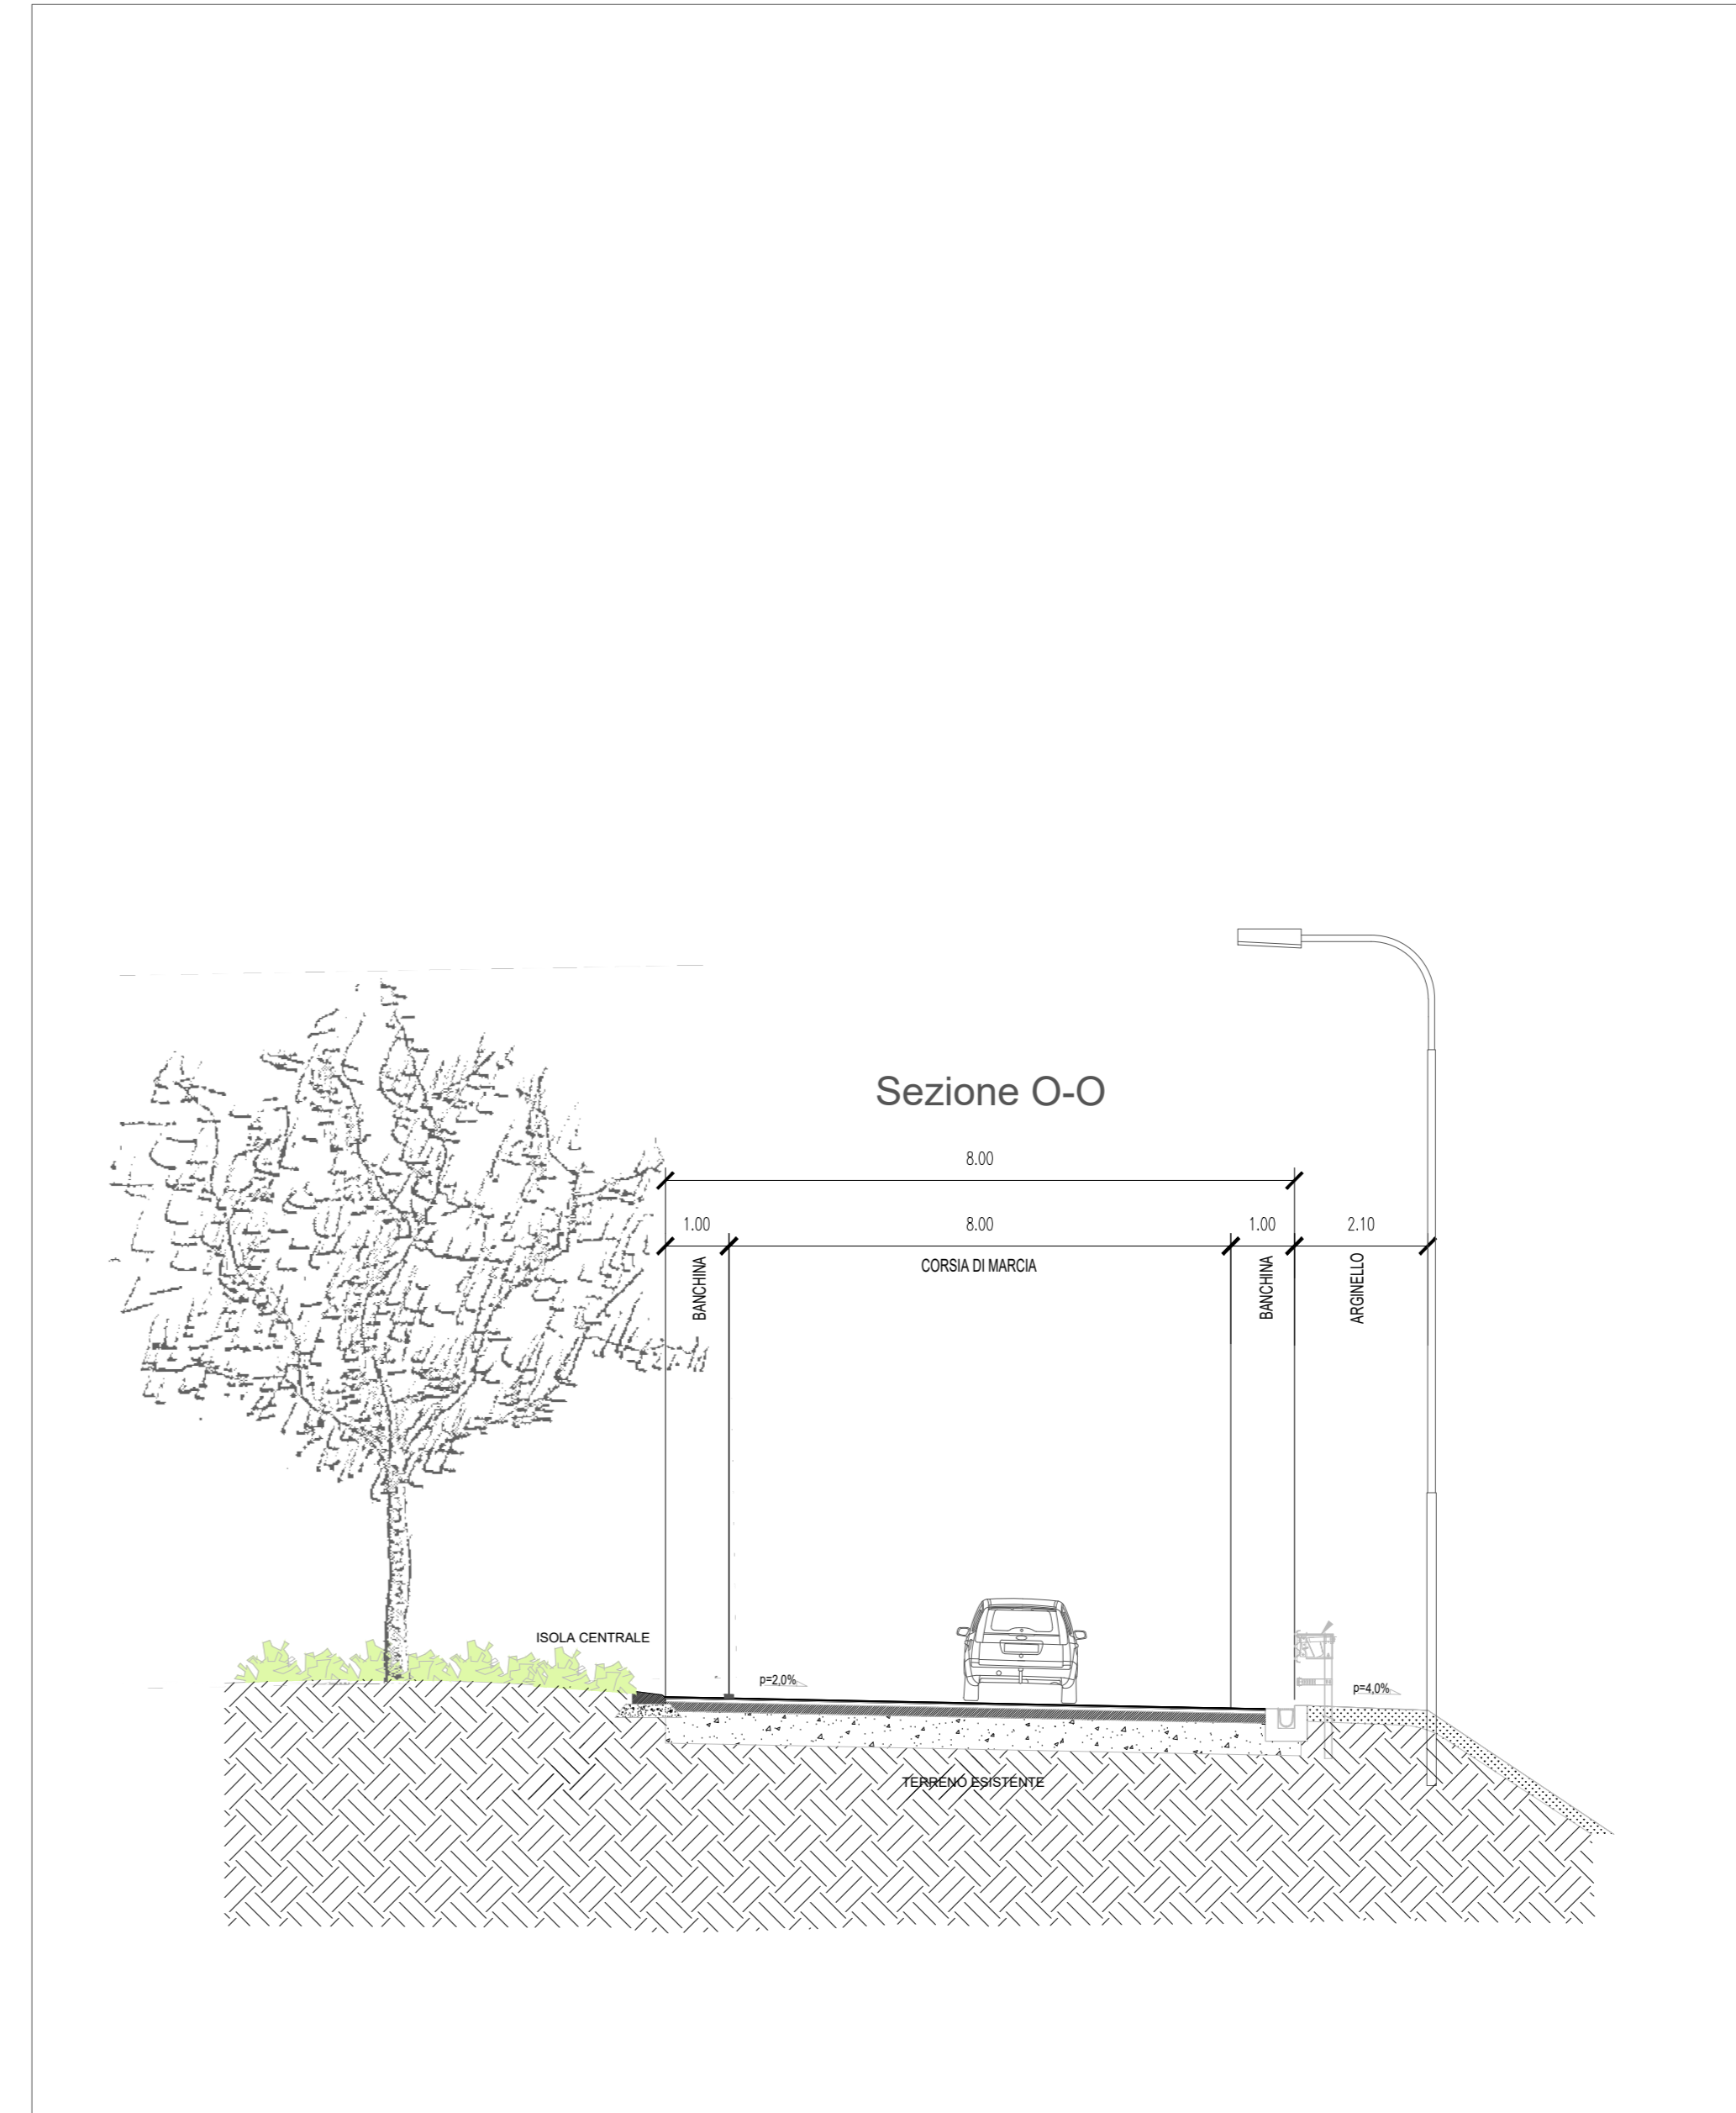 Sezione O-O
8.00
1.00
8.00
1.00
2.10
BANCHINA
CORSIA DI MARCIA
BANCHINA
ARGINELLO
ISOLA CENTRALE
p=2,0%
p=4,0%
TERRENO ESISTENTE